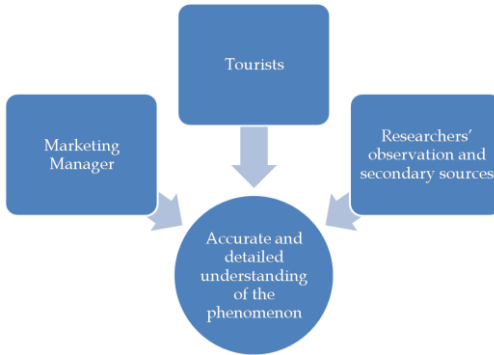 Tourists
Marketing
Manager
Researchers’
observation and
secondary sources
Accurate and
detailed
understanding
of the
phenomenon